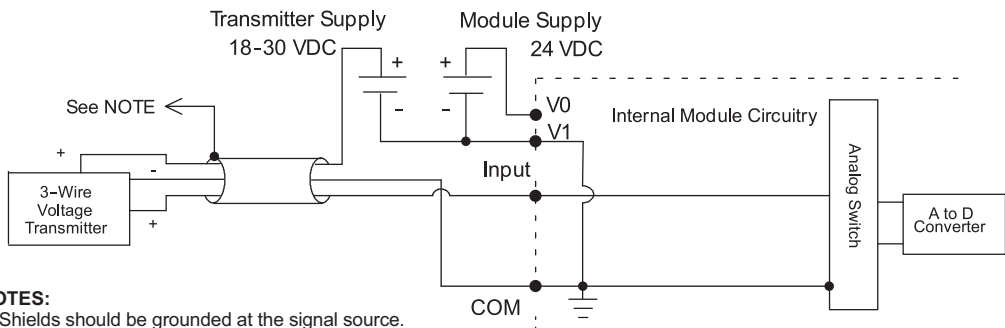 Transmitter Supply
18-30 VDC
Module Supply
24 VDC
+
-
+
-
See NOTE
V0
V1
Internal Module Circuitry
Input
+
-
+
3-Wire
Voltage
Transmitter
Analog Switch
A to D
Converter
COM
OTES:
Shields should be grounded at the signal source.